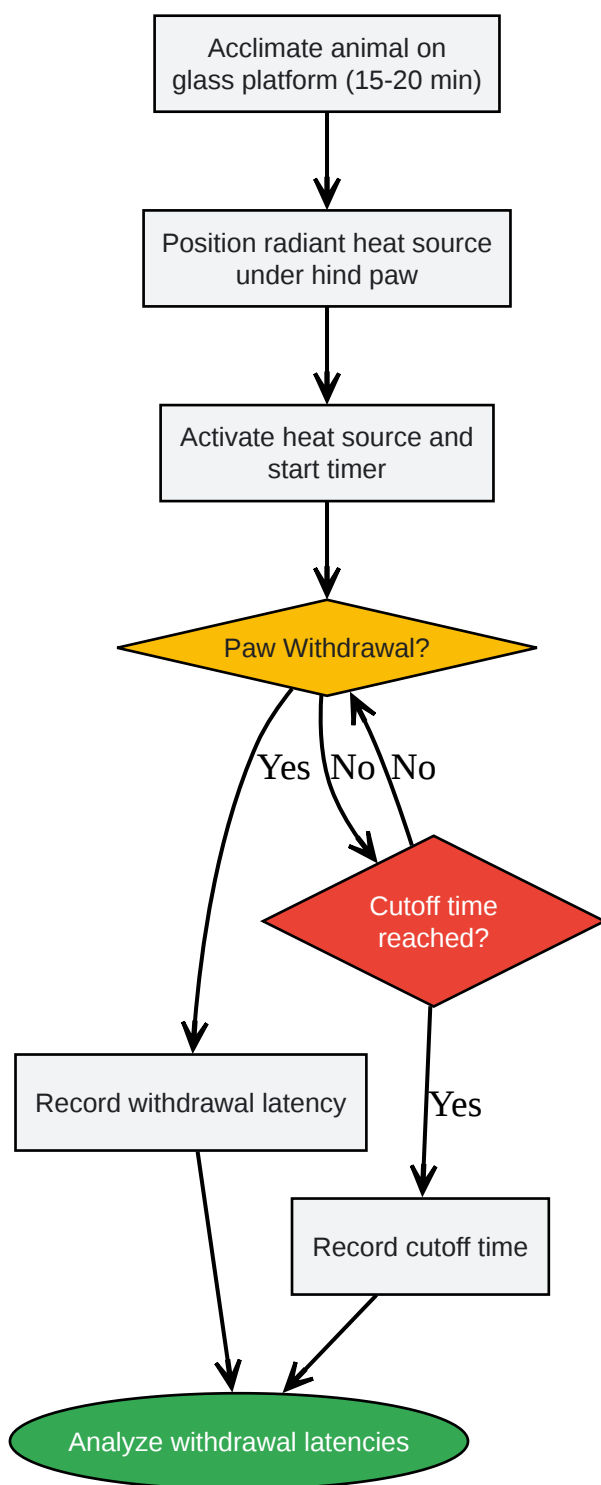 Acclimate animal on
glass platform (15-20 min)
Position radiant heat source
under hind paw
Activate heat source and
start timer
Paw Withdrawal?
Yes
No
No
Cutoff time
reached?
Record withdrawal latency
Yes
Record cutoff time
Analyze withdrawal latencies